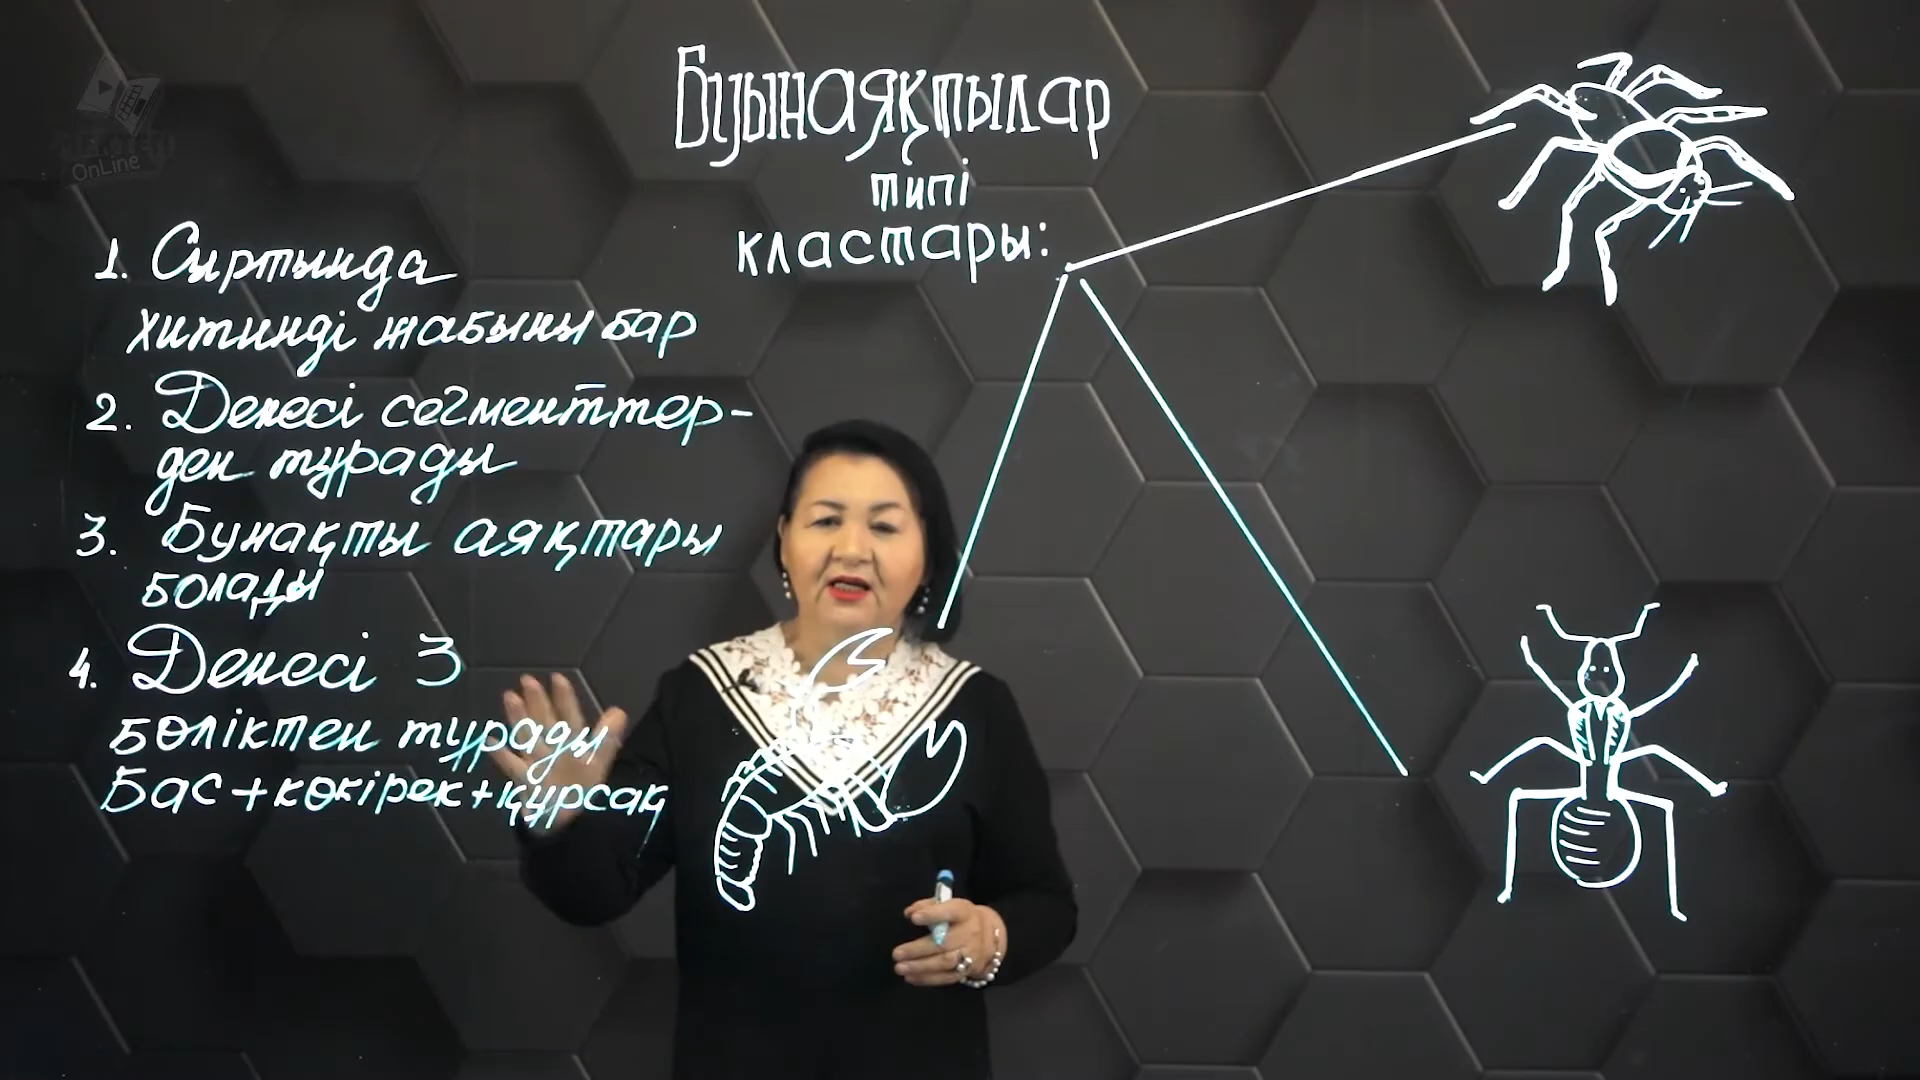 Буынаяқтылар
типі
кластары:
1. Сыртында
хитинді жабыны бар
2. Денесі сегменттер-
ден тұрады
3. Бунақты аяқтары
болады
4. Денесі 3
бөліктен тұрады
Бас+көкірек+құрсақ
OnLine